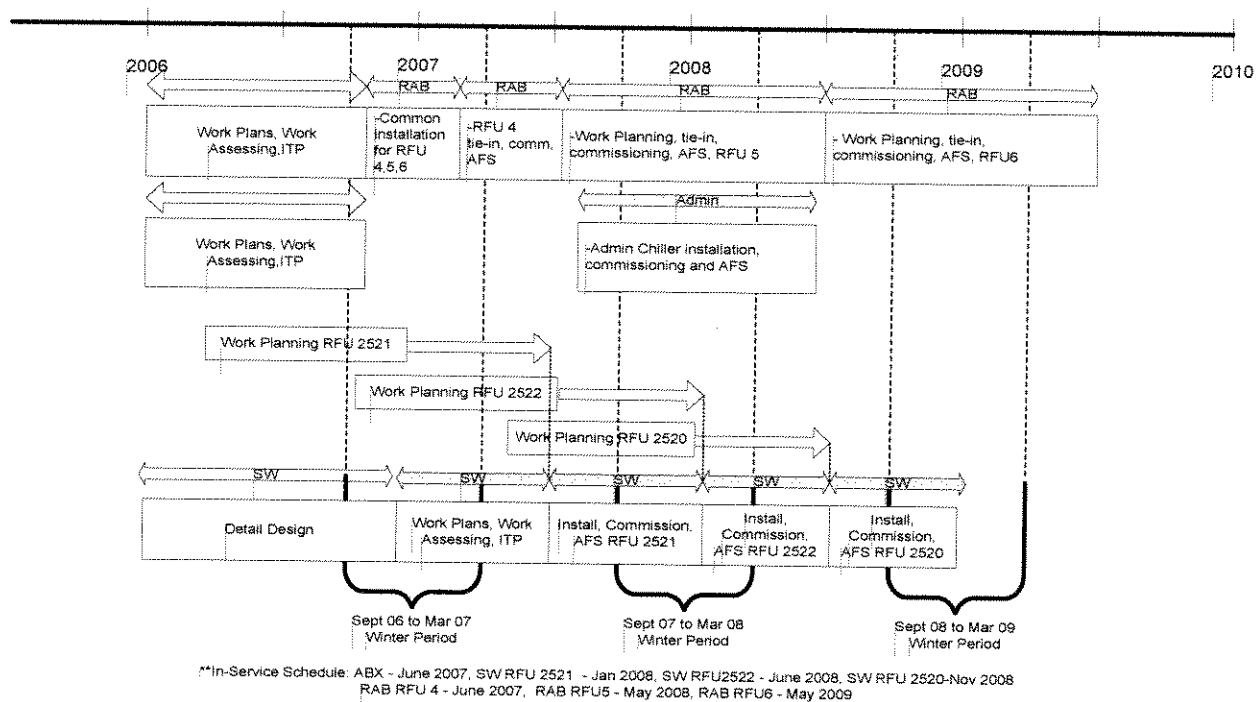 2006
2007
2008
2009
2010
RAB
RAB
RAB
RAB
Work Plans, Work
Assessing,ITP
-Common
installation
for RFU
4,5,6
-RFU 4
tie-in, comm,
AFS
-Work Planning, tie-in,
commissioning, AFS, RFU 5
- Work Planning, tie-in,
commissioning, AFS, RFU6
Admin
Work Plans, Work
Assessing,ITP
-Admin Chiller installation,
commissioning and AFS
Work Planning RFU 2521
Work Planning RFU 2522
Work Planning RFU 2520
SW
SW
SW
SW
SW
Detail Design
Work Plans, Work
Assessing, ITP
Install, Commission,
AFS RFU 2521
Install,
Commission,
AFS RFU 2522
Install,
Commission,
AFS RFU 2520
Sept 06 to Mar 07
Winter Period
Sept 07 to Mar 08
Winter Period
Sept 08 to Mar 09
Winter Period
**In-Service Schedule: ABX - June 2007, SW RFU 2521 - Jan 2008, SW RFU2522 - June 2008, SW RFU 2520-Nov 2008
RAB RFU 4 - June 2007, RAB RFU5 - May 2008, RAB RFU6 - May 2009